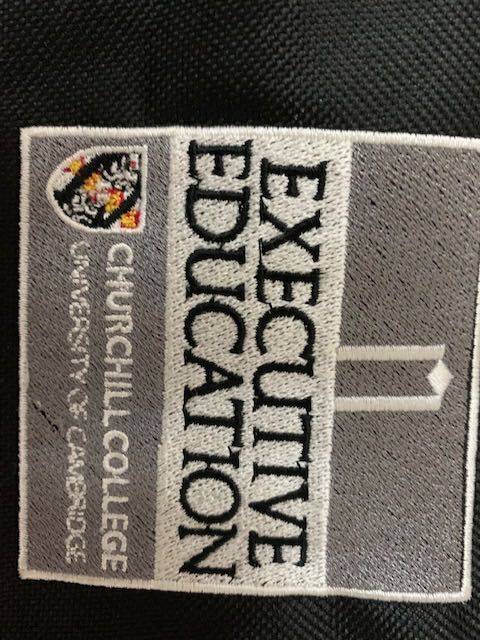 EXECUTIVE
EDUCATION
CHURCHILL COLLEGE
UNIVERSITY OF CAMBRIDGE